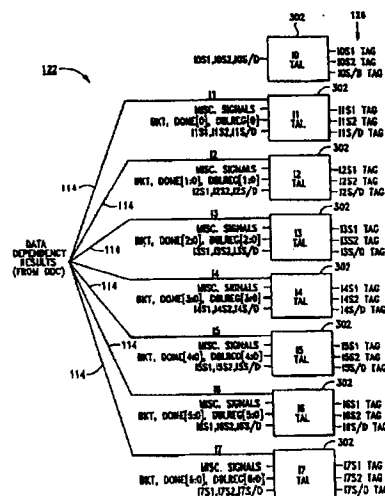 302
126
122
I0S1,I0S2,I0S/D
I0
TAL
I0S1 TAG
I0S2 TAG
I0S/D TAG
302
I1
MISC. SIGNALS
BKT, DONE[0], DBLREG[0]
I1S1,I1S2,I1S/D
I1
TAL
I1S1 TAG
I1S2 TAG
I1S/D TAG
302
114
I2
MISC. SIGNALS
BKT, DONE[1:0], DBLREG[1:0]
I2S1,I2S2,I2S/D
I2
TAL
I2S1 TAG
I2S2 TAG
I2S/D TAG
302
114
I3
MISC. SIGNALS
BKT, DONE[2:0], DBLREG[2:0]
I3S1,I3S2,I3S/D
I3
TAL
I3S1 TAG
I3S2 TAG
I3S/D TAG
302
114
DATA
DEPENDENCY
RESULTS
(FROM DDC)
I4
MISC. SIGNALS
BKT, DONE[3:0], DBLREG[3:0]
I4S1,I4S2,I4S/D
I4
TAL
I4S1 TAG
I4S2 TAG
I4S/D TAG
302
114
I5
MISC. SIGNALS
BKT, DONE[4:0], DBLREG[4:0]
I5S1,I5S2,I5S/D
I5
TAL
I5S1 TAG
I5S2 TAG
I5S/D TAG
302
114
I6
MISC. SIGNALS
BKT, DONE[5:0], DBLREG[5:0]
I6S1,I6S2,I6S/D
I6
TAL
I6S1 TAG
I6S2 TAG
I6S/D TAG
302
114
I7
MISC. SIGNALS
BKT, DONE[6:0], DBLREG[6:0]
I7S1,I7S2,I7S/D
I7
TAL
I7S1 TAG
I7S2 TAG
I7S/D TAG